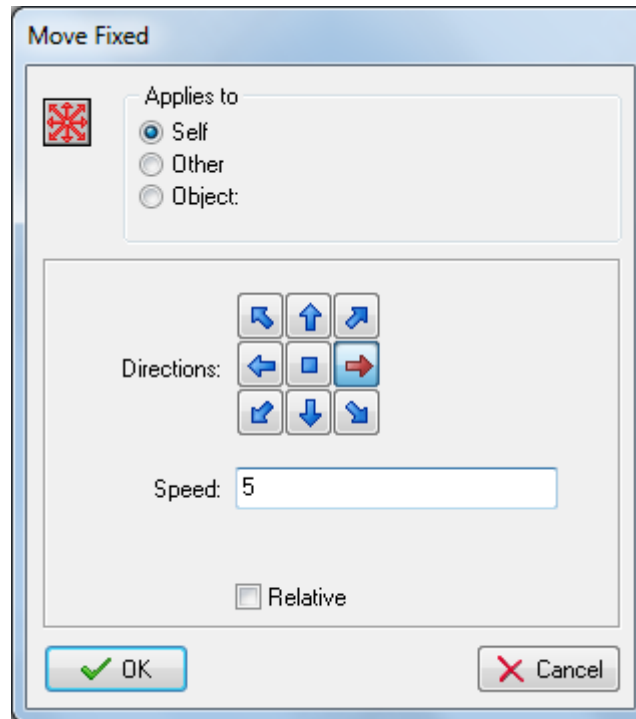 Move Fixed
Applies to
Self
Other
Object:
Directions:
Speed: 5
Relative
OK Cancel